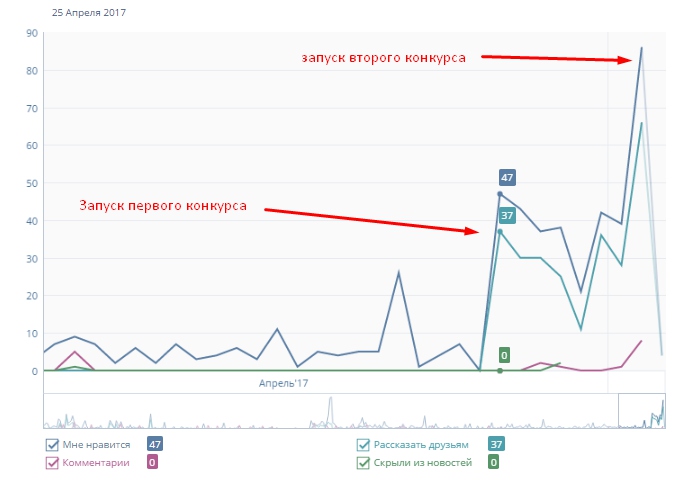 25 Апреля 2017
90
запуск второго конкурса
80
70
60
50
47
Запуск первого конкурса
37
40
30
20
10
0
0
Апрель'17
Мне нравится 47
Рассказать друзьям 37
Комментарии 0
Скрыли из новостей 0